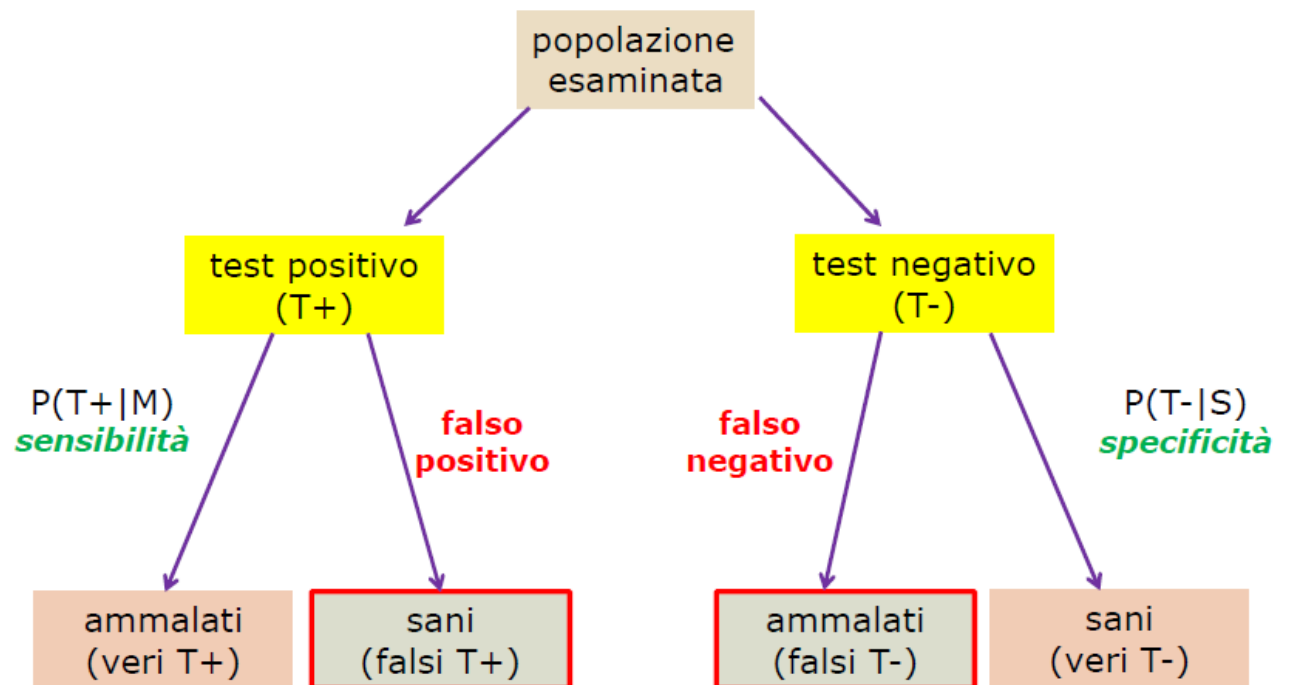 popolazione
esaminata
test positivo
(T+)
test negativo
(T-)
P(T+|M)
sensibilità
falso
positivo
falso
negativo
P(T-|S)
specificità
ammalati
(veri T+)
sani
(falsi T+)
ammalati
(falsi T-)
sani
(veri T-)